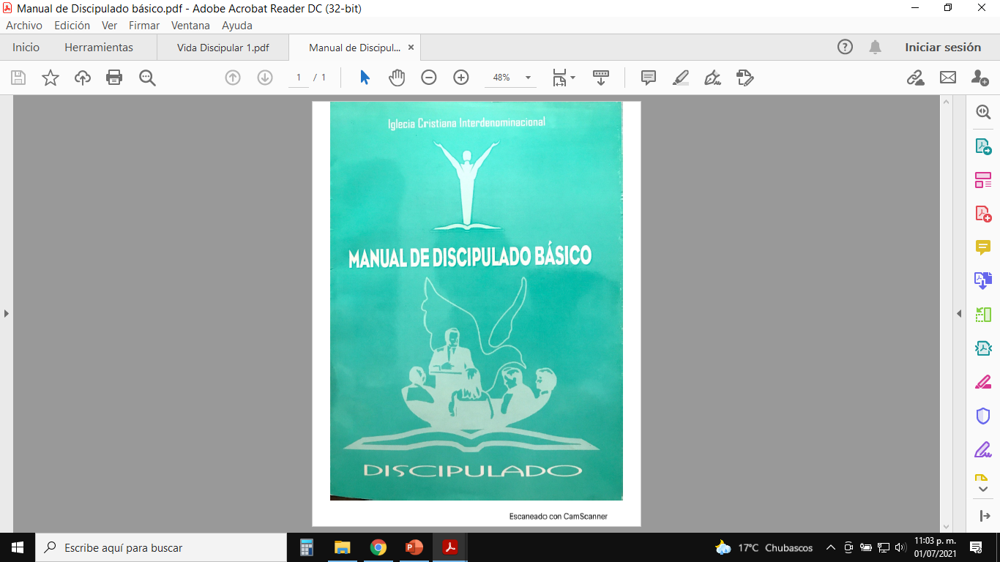 Manual de Discipulado básico.pdf - Adobe Acrobat Reader DC (32-bit)
Archivo Edición Ver Firmar Ventana Ayuda
Inicio Herramientas Vida Discipular 1.pdf Manual de Discipul... × Iniciar sesión
1 / 1 48%
Iglecia Cristiana Interdenominacional
MANUAL DE DISCIPULADO BÁSICO
DISCIPULADO
Escaneado con CamScanner
Escribe aquí para buscar
17°C Chubascos
11:03 p. m.
01/07/2021